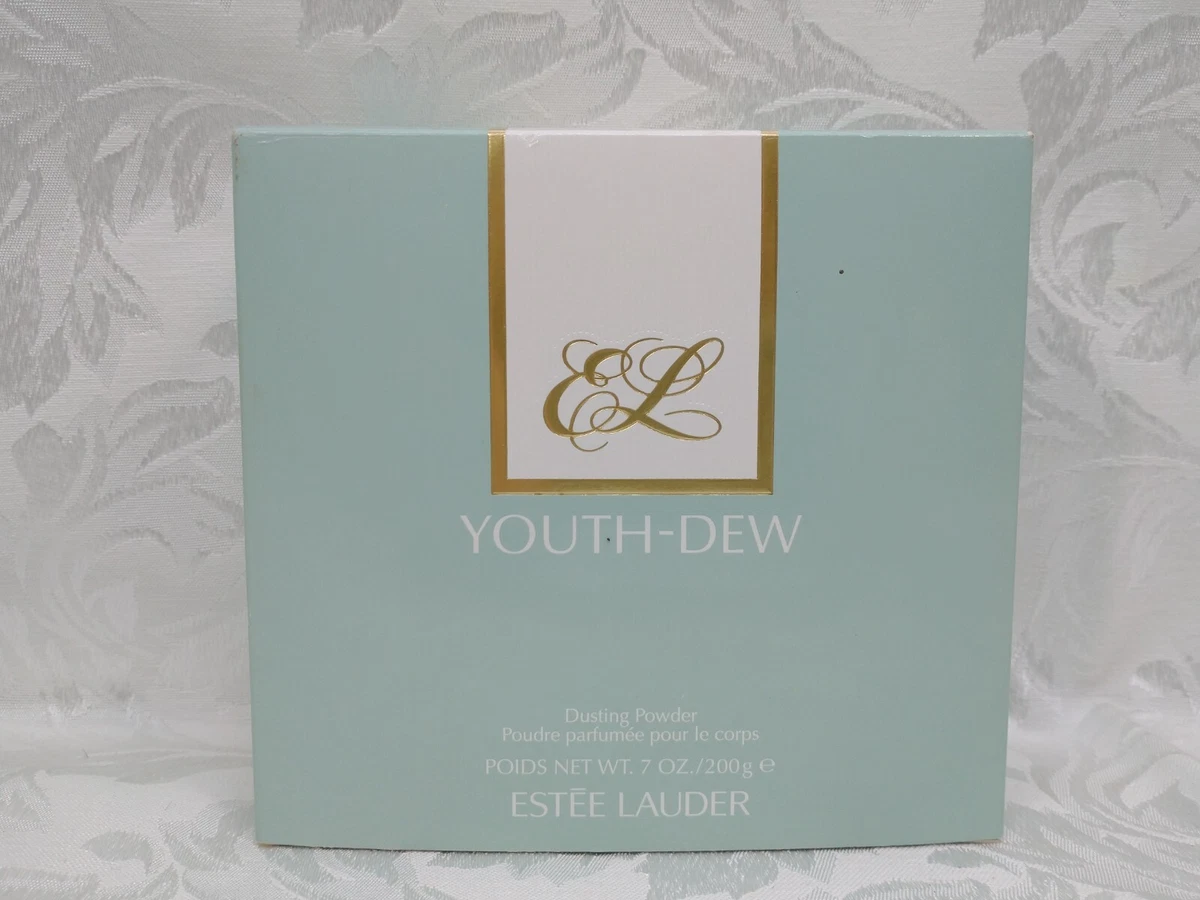 EL
YOUTH-DEW
Dusting Powder
Poudre parfumée pour le corps
POIDS NET WT. 7 OZ./200g ℮
ESTĒE LAUDER